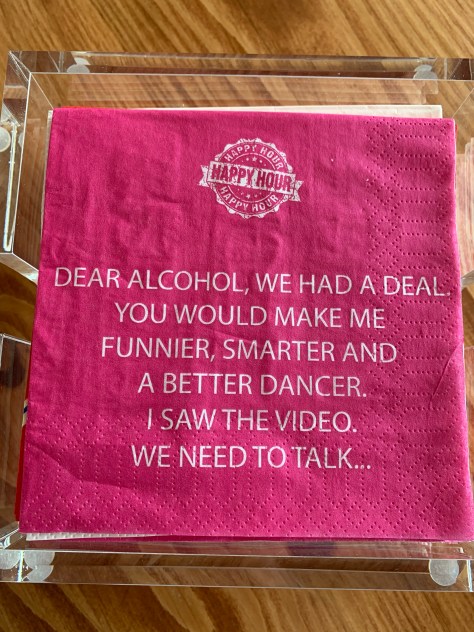 HAPPY HOUR
HAPPY HOUR
HAPPY HOUR
DEAR ALCOHOL, WE HAD A DEAL.
YOU WOULD MAKE ME
FUNNIER, SMARTER AND
A BETTER DANCER.
I SAW THE VIDEO.
WE NEED TO TALK...